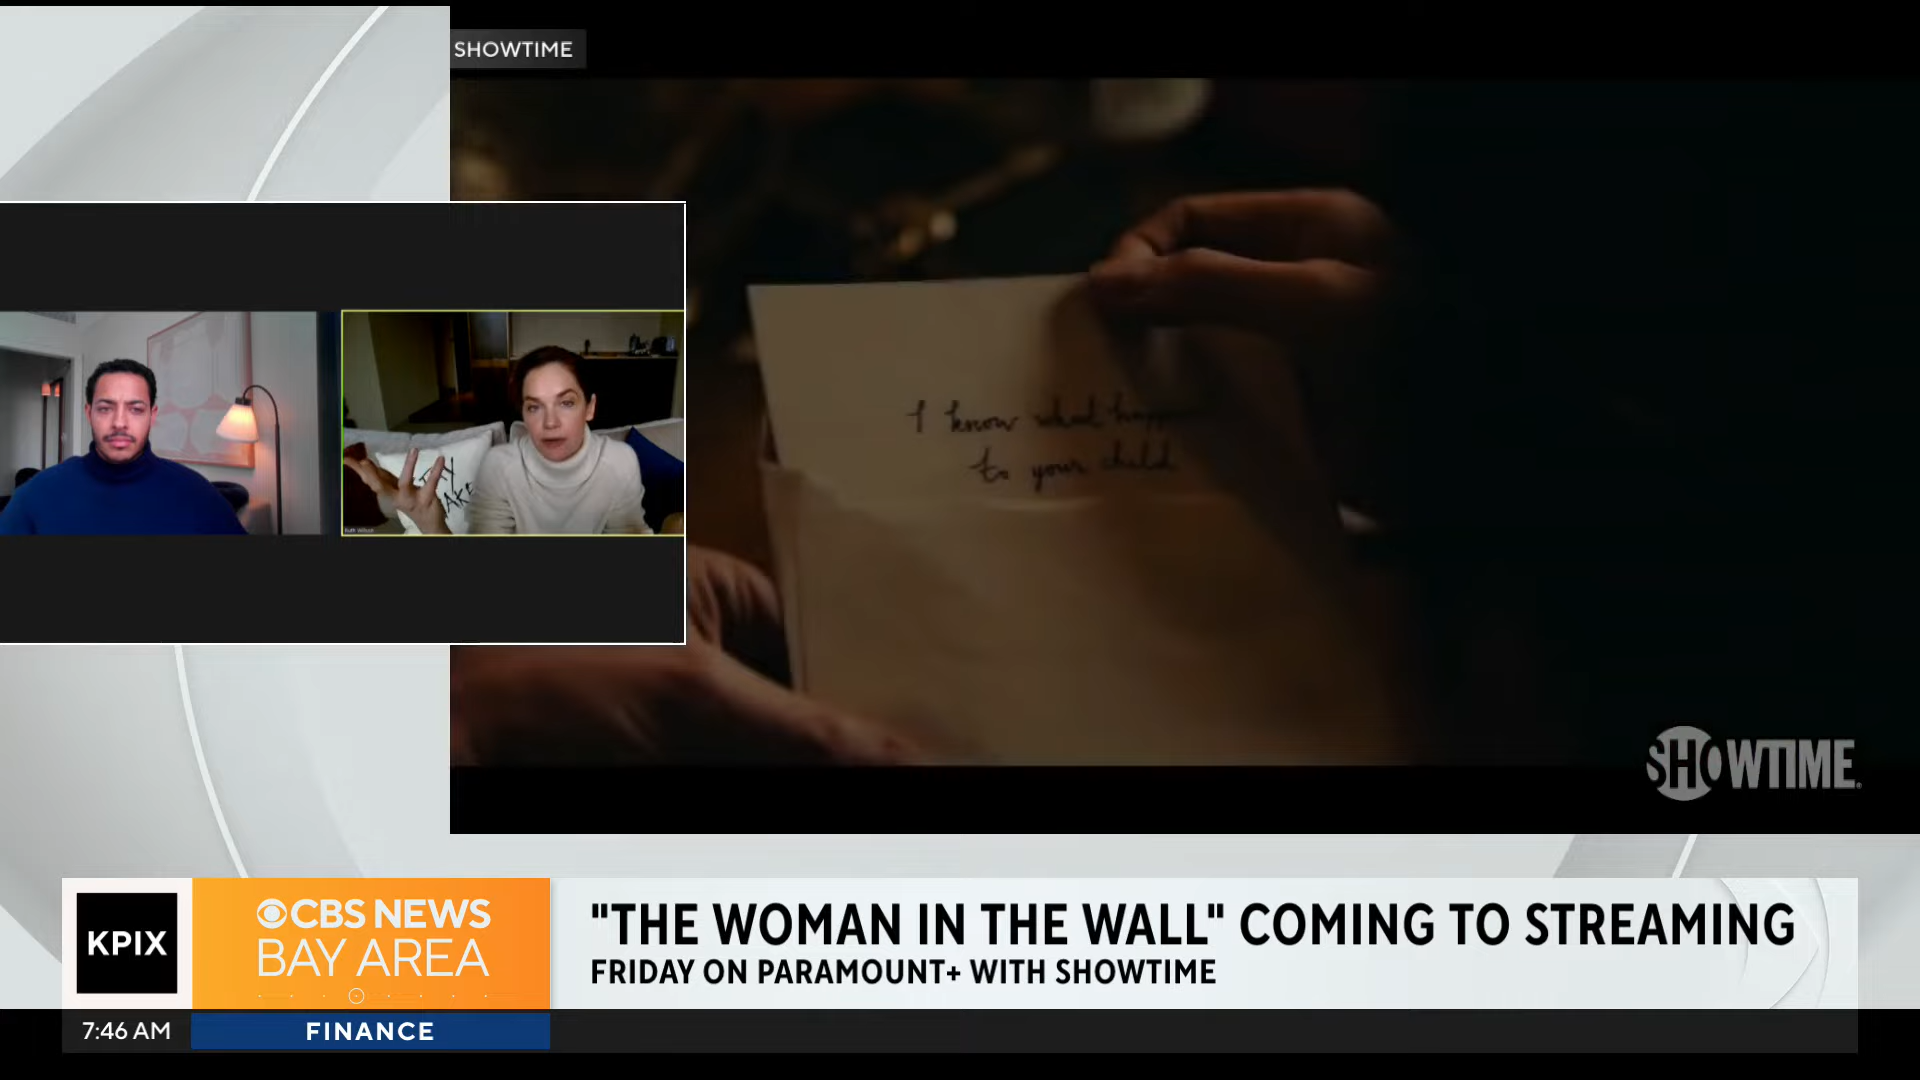 SHOWTIME
I know what happ
to your child
SHOWTIME
KPIX
CBS NEWS
BAY AREA
"THE WOMAN IN THE WALL" COMING TO STREAMING
FRIDAY ON PARAMOUNT+ WITH SHOWTIME
7:46 AM
FINANCE